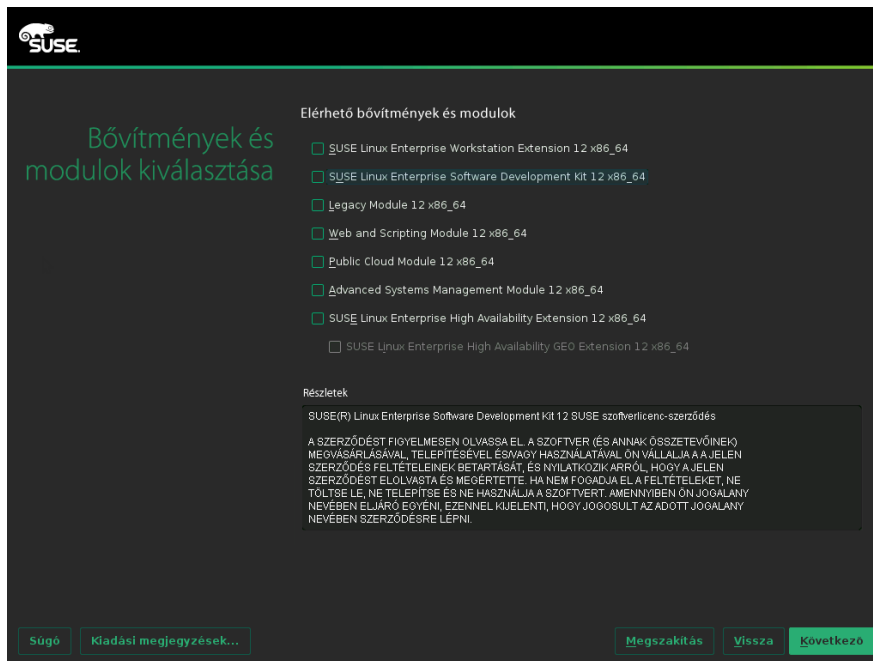 SUSE.
Bővítmények és
modulok kiválasztása
Elérhető bővítmények és modulok
SUSE Linux Enterprise Workstation Extension 12 x86_64
SUSE Linux Enterprise Software Development Kit 12 x86_64
Legacy Module 12 x86_64
Web and Scripting Module 12 x86_64
Public Cloud Module 12 x86_64
Advanced Systems Management Module 12 x86_64
SUSE Linux Enterprise High Availability Extension 12 x86_64
SUSE Linux Enterprise High Availability GEO Extension 12 x86_64
Részletek
SUSE(R) Linux Enterprise Software Development Kit 12 SUSE szoftverlicenc-szerződés
A SZERZŐDÉST FIGYELMESEN OLVASSA EL. A SZOFTVER (ÉS ANNAK ÖSSZETEVŐINEK)
MEGVÁSÁRLÁSÁVAL, TELEPÍTÉSÉVEL ÉS/VAGY HASZNÁLATÁVAL ÖN VÁLLALJA A A JELEN
SZERZŐDÉS FELTÉTELEINEK BETARTÁSÁT, ÉS NYILATKOZIK ARRÓL, HOGY A JELEN
SZERZŐDÉST ELOLVASTA ÉS MEGÉRTETTE. HA NEM FOGADJA EL A FELTÉTELEKET, NE
TÖLTSE LE, NE TELEPÍTSE ÉS NE HASZNÁLJA A SZOFTVERT. AMENNYIBEN ÖN JOGALANY
NEVÉBEN ELJÁRÓ EGYÉNI, EZENNEL KIJELENTI, HOGY JOGOSULT AZ ADOTT JOGALANY
NEVÉBEN SZERZŐDÉSRE LÉPNI.
Súgó
Kiadási megjegyzések...
Megszakítás
Vissza
Következő